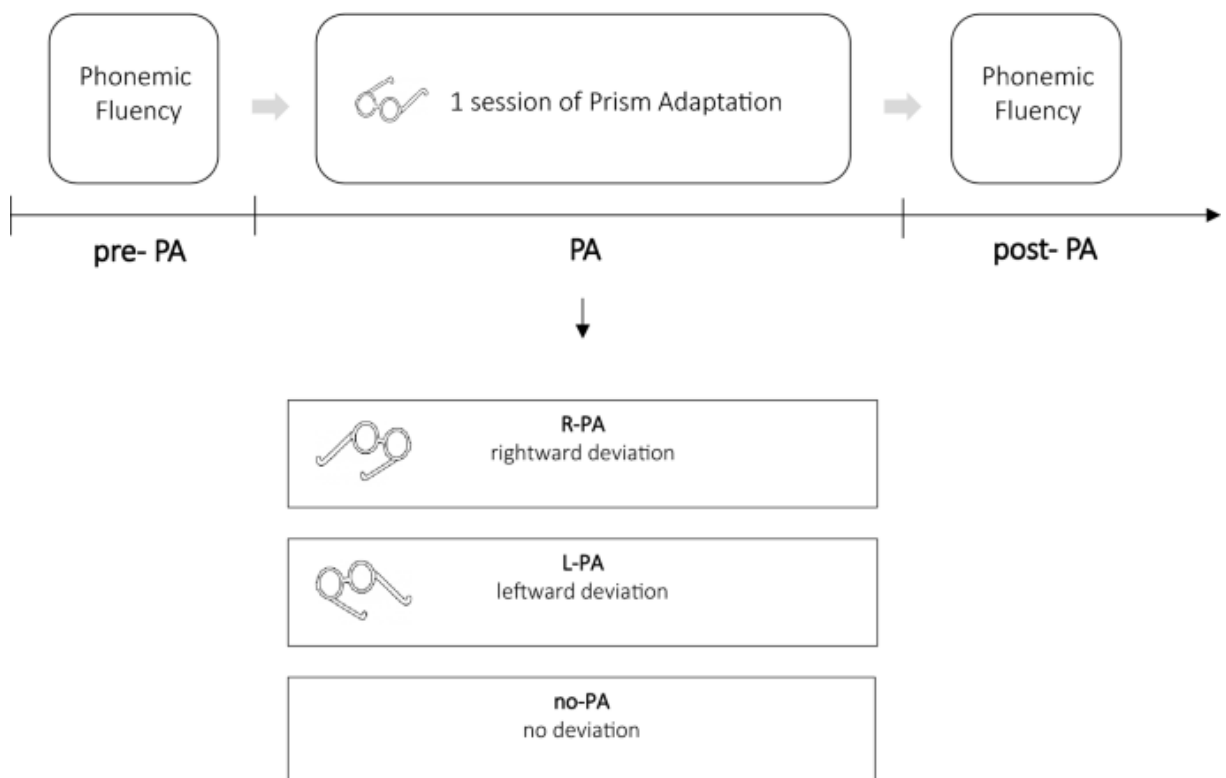 Phonemic
Fluency
1 session of Prism Adaptation
Phonemic
Fluency
pre- PA
PA
post- PA
R-PA
rightward deviation
L-PA
leftward deviation
no-PA
no deviation